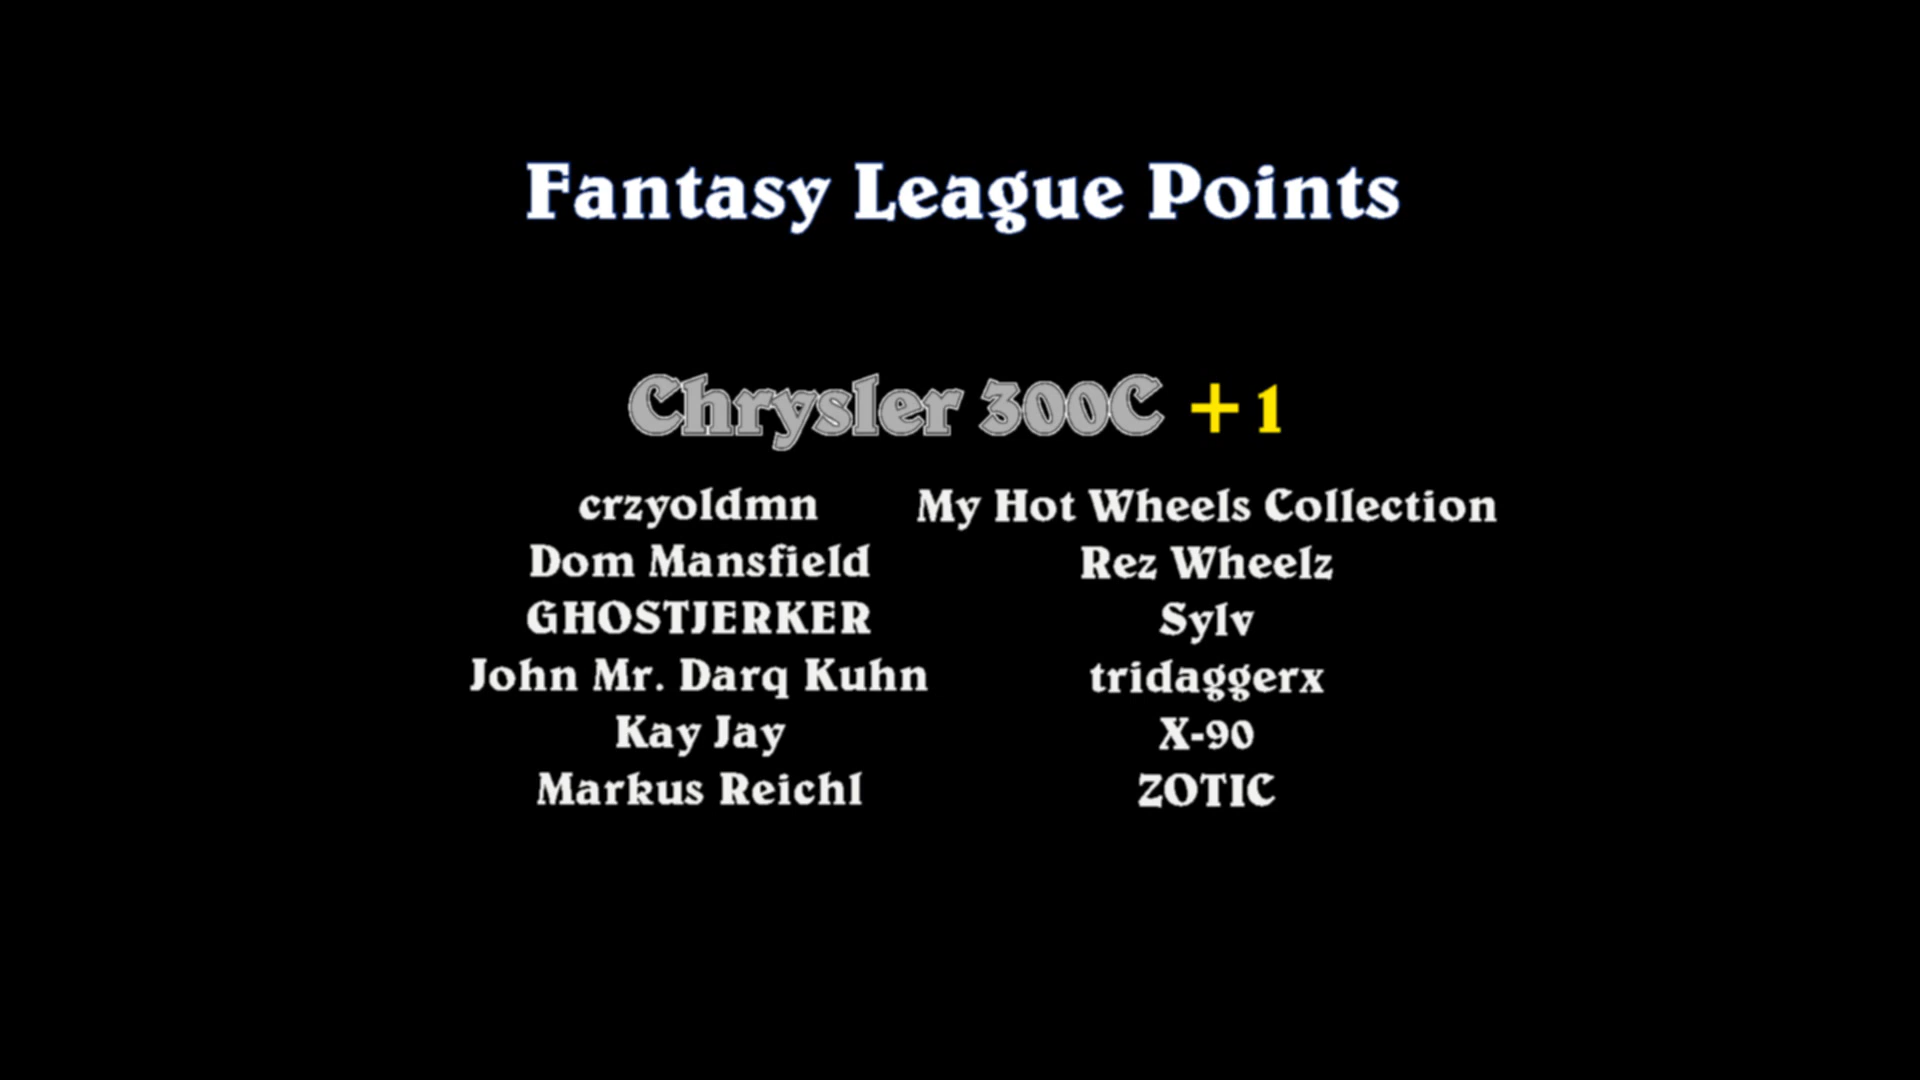 Fantasy League Points
Chrysler 300C +1
crzyoldmn
Dom Mansfield
GHOSTJERKER
John Mr. Darq Kuhn
Kay Jay
Markus Reichl
My Hot Wheels Collection
Rez Wheelz
Sylv
tridaggerx
X-90
ZOTIC